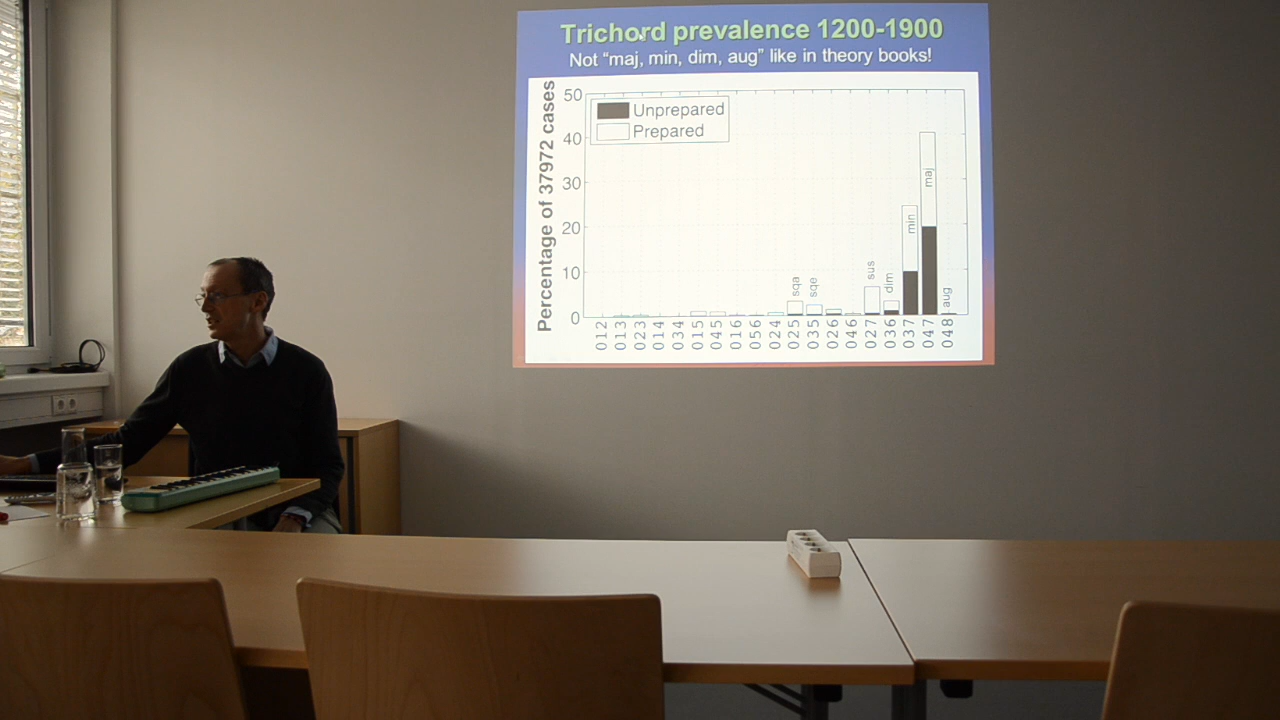 Trichord prevalence 1200-1900
Not “maj, min, dim, aug” like in theory books!
Percentage of 37972 cases
50
40
30
20
10
0
Unprepared
Prepared
sqa
sqe
sus
dim
min
maj
aug
012
013
023
014
034
015
045
016
056
024
025
035
026
046
027
036
037
047
048